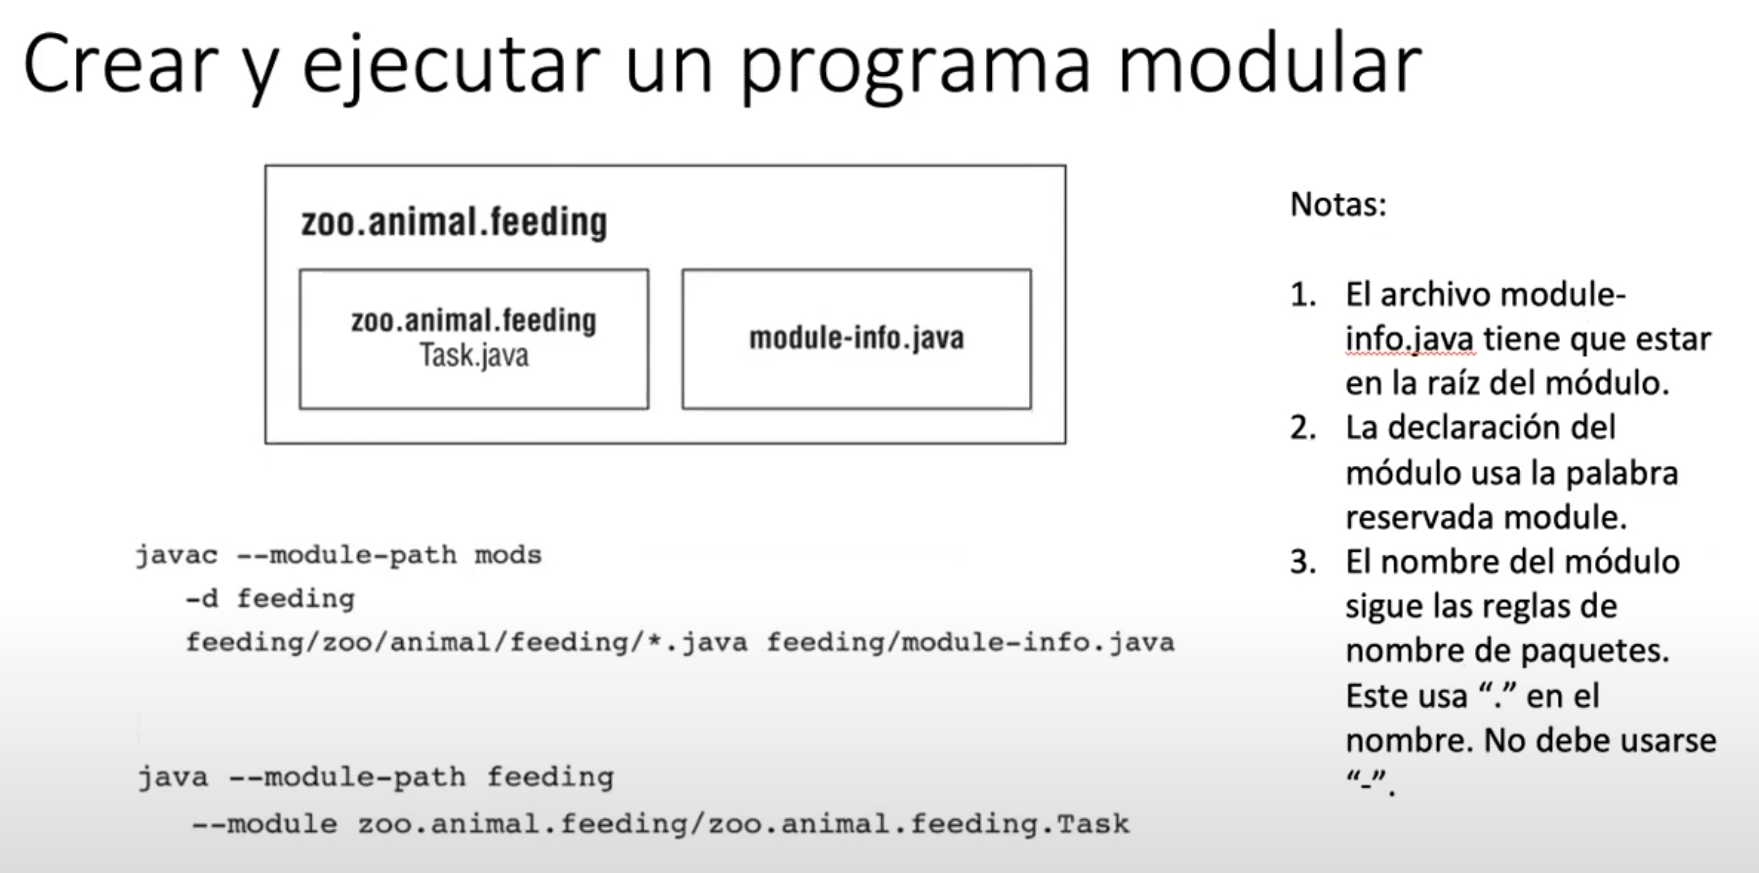 Crear y ejecutar un programa modular
zoo.animal.feeding
zoo.animal.feeding
Task.java
module-info.java
javac --module-path mods
-d feeding
feeding/zoo/animal/feeding/*.java feeding/module-info.java
java --module-path feeding
--module zoo.animal.feeding/zoo.animal.feeding.Task
Notas:
1. El archivo module-
info.java tiene que estar
en la raíz del módulo.
2. La declaración del
módulo usa la palabra
reservada module.
3. El nombre del módulo
sigue las reglas de
nombre de paquetes.
Este usa “.” en el
nombre. No debe usarse
“-”.